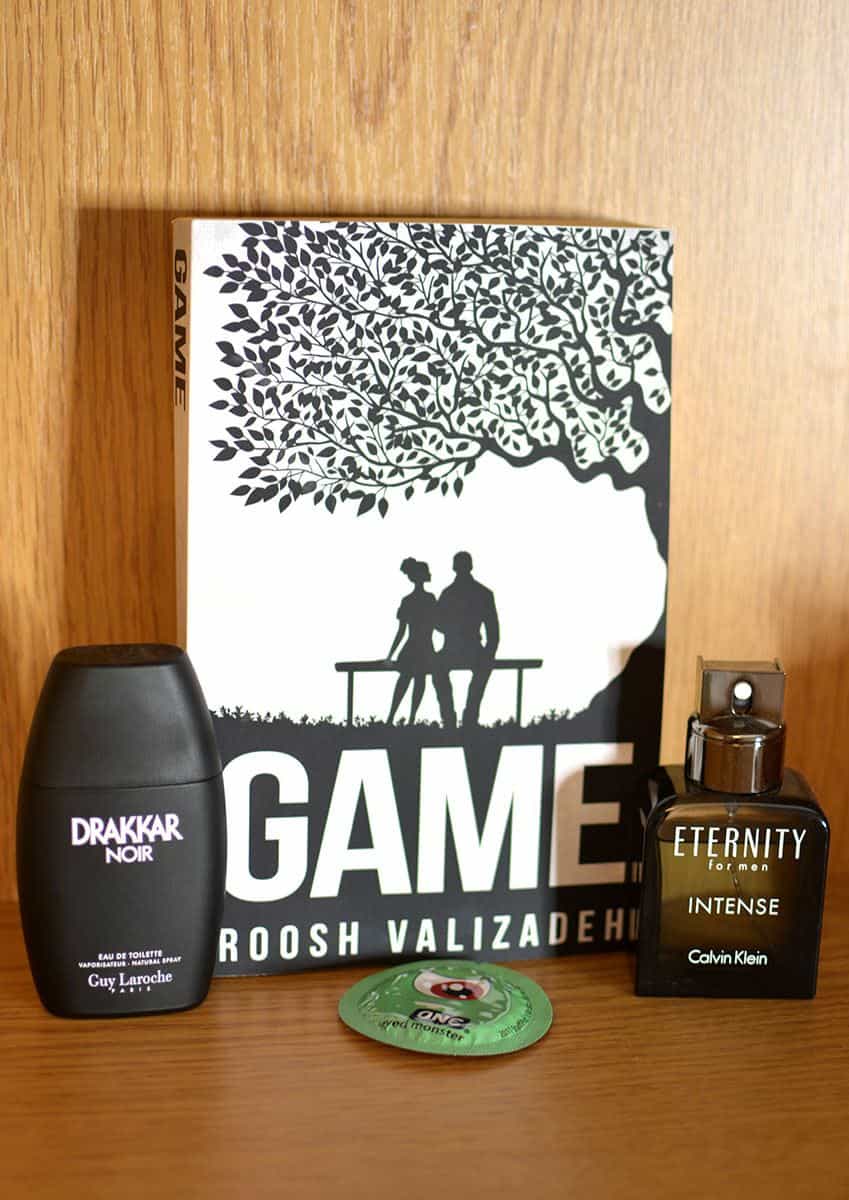 GAME
GAME
ROOSH VALIZADEH
DRAKKAR
NOIR
EAU DE TOILETTE
VAPORISATEUR - NATURAL SPRAY
Guy Laroche
PARIS
ETERNITY
for men
INTENSE
Calvin Klein
ONE®
monster